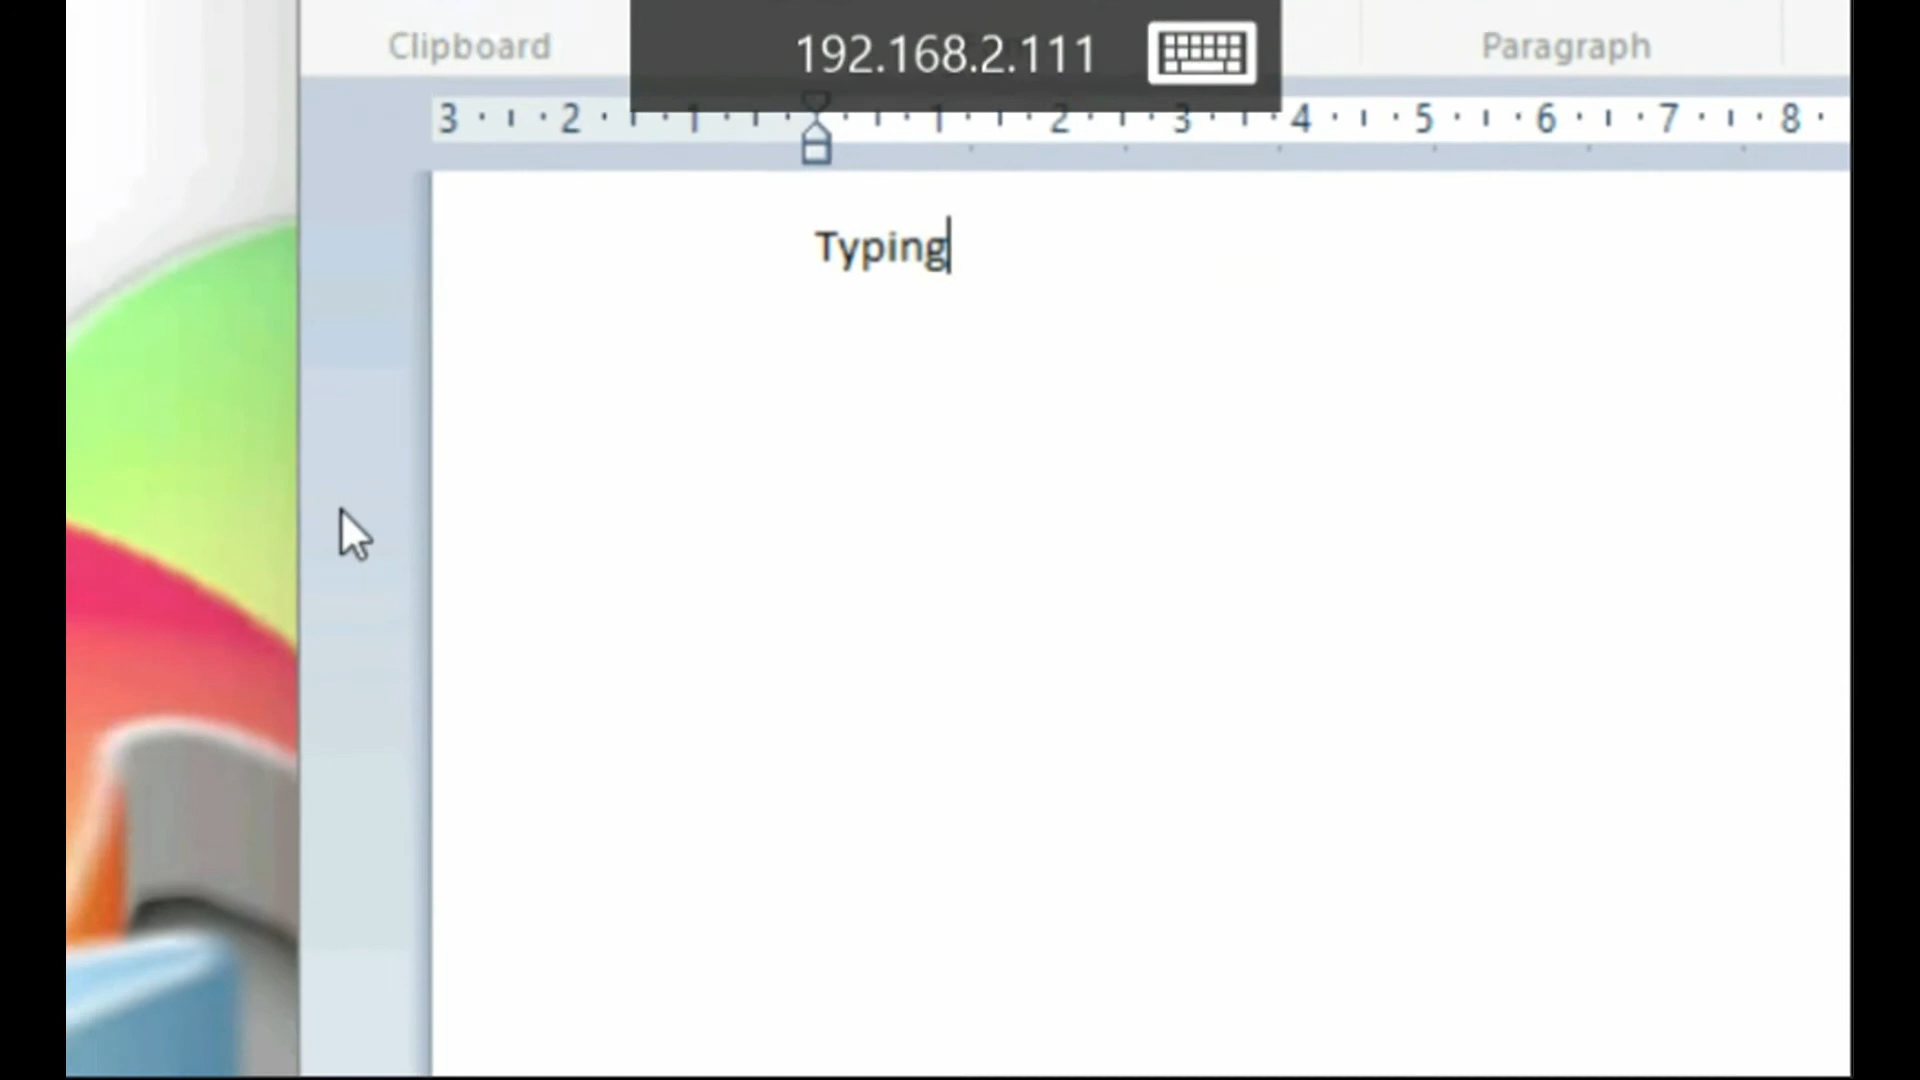 Clipboard
192.168.2.111
Paragraph
3 2 1 1 2 3 4 5 6 7 8
Typing